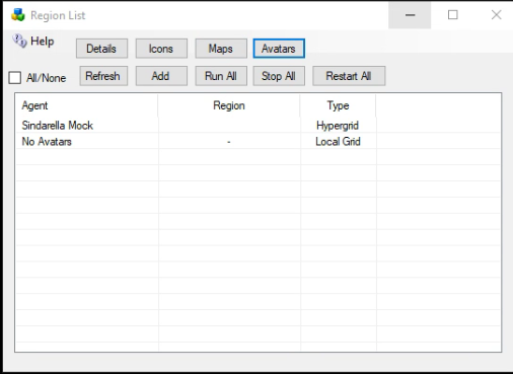 Region List
Help Details Icons Maps Avatars
All/None Refresh Add Run All Stop All Restart All
Agent Region Type
Sindarella Mock Hypergrid
No Avatars - Local Grid